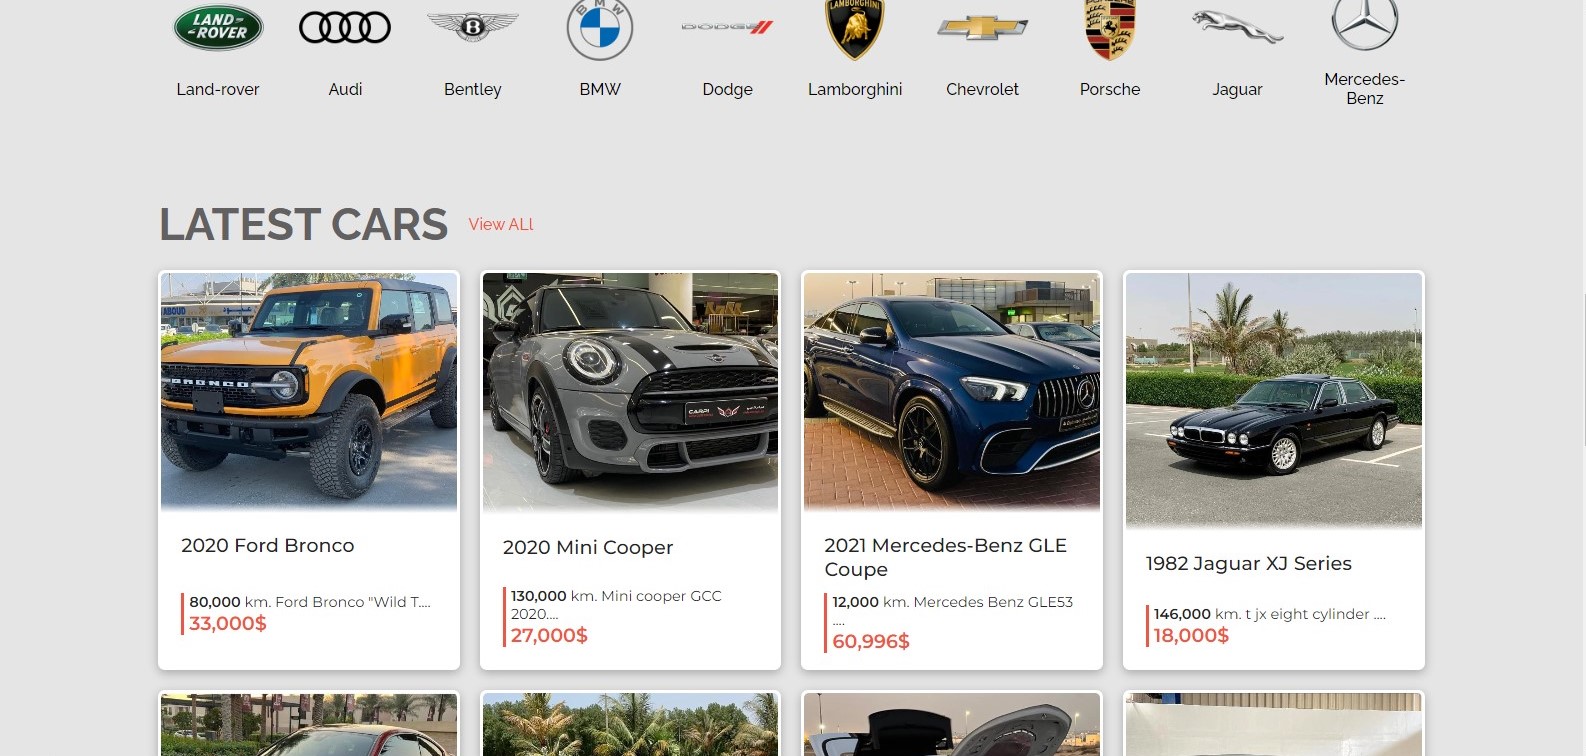 LAND-
-ROVER
BMW
DODGE
LAMBORGHINI
Land-rover
Audi
Bentley
BMW
Dodge
Lamborghini
Chevrolet
Porsche
Jaguar
Mercedes-
Benz
LATEST CARS
View ALl
ABOUD
BRONCO
CARPI
2020 Ford Bronco
80,000 km. Ford Bronco "Wild T....
33,000$
2020 Mini Cooper
130,000 km. Mini cooper GCC
2020....
27,000$
2021 Mercedes-Benz GLE
Coupe
12,000 km. Mercedes Benz GLE53
....
60,996$
1982 Jaguar XJ Series
146,000 km. t jx eight cylinder ....
18,000$